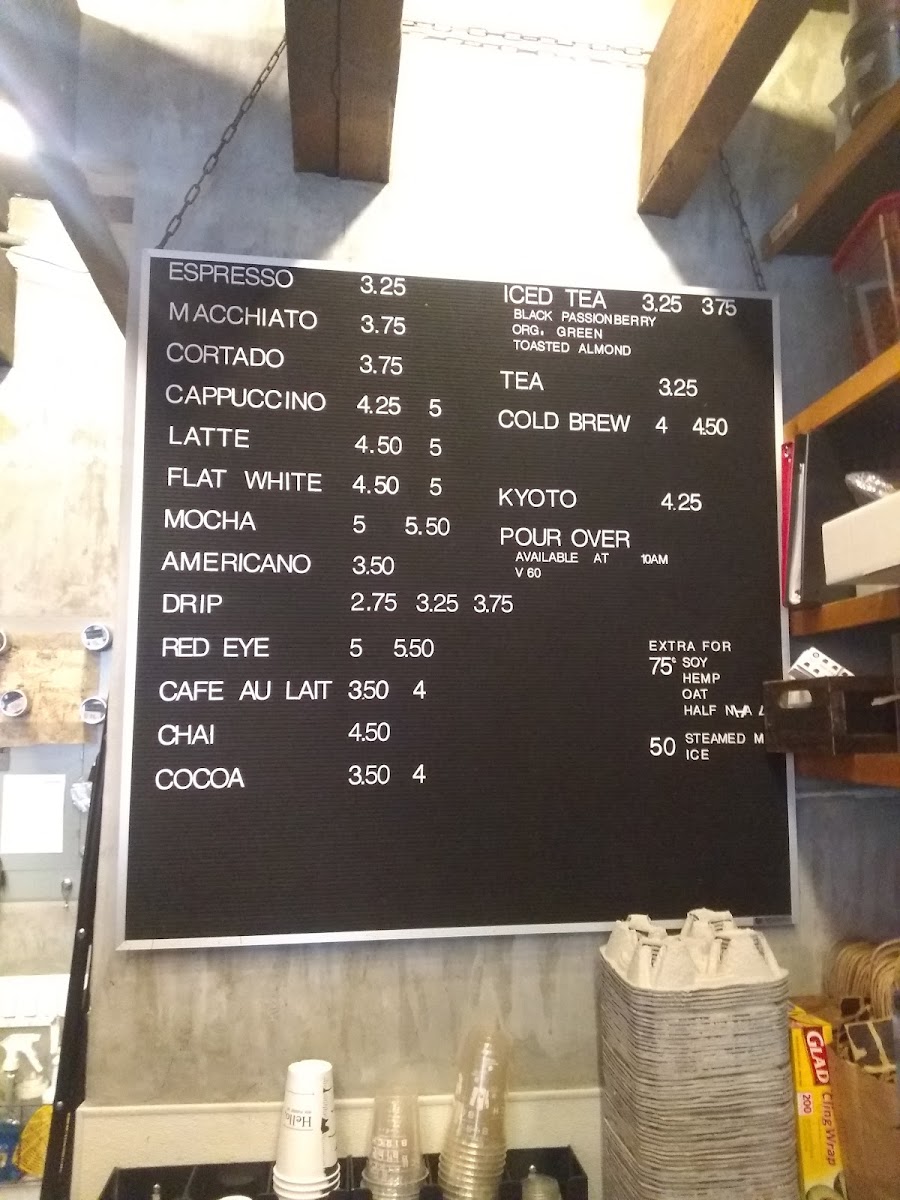 ESPRESSO 3.25
MACCHIATO 3.75
CORTADO 3.75
CAPPUCCINO 4.25 5
LATTE 4.50 5
FLAT WHITE 4.50 5
MOCHA 5 5.50
AMERICANO 3.50
DRIP 2.75 3.25 3.75
RED EYE 5 5.50
CAFE AU LAIT 3.50 4
CHAI 4.50
COCOA 3.50 4
ICED TEA 3.25 375
BLACK PASSIONBERRY
ORG. GREEN
TOASTED ALMOND
TEA 3.25
COLD BREW 4 4.50
KYOTO 4.25
POUR OVER
AVAILABLE AT 10AM
V60
EXTRA FOR
75¢ SOY
HEMP
OAT
HALF
50 STEAMED M
ICE
GLAD
Cling Wrap
200